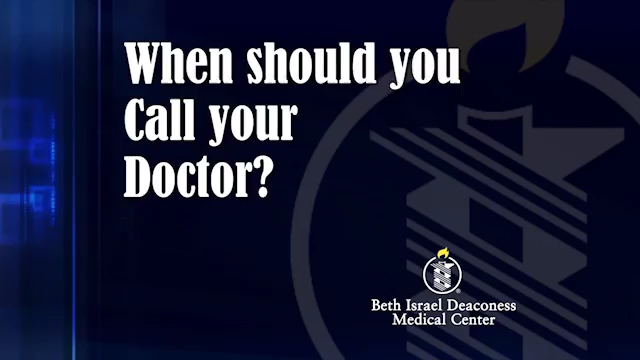 When should you
Call your
Doctor?
Beth Israel Deaconess
Medical Center